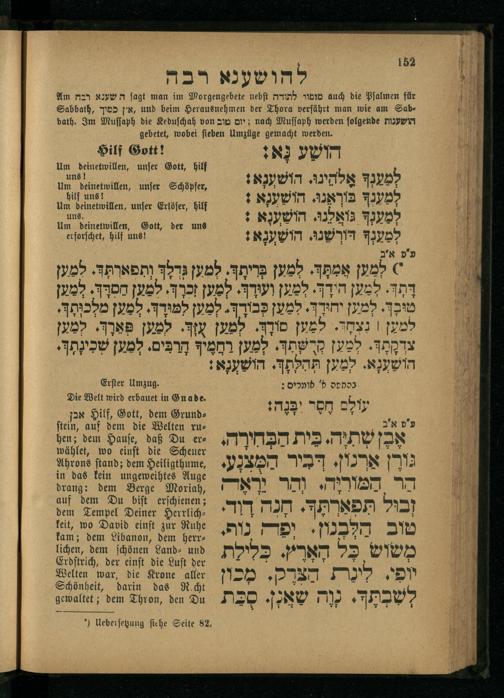 152
להושענא רבה
Am הושענא רבה sagt man im Morgengebete nebst מזמור לתודה auch die Psalmen für
Sabbath, אין כמוך, und beim Herausnehmen der Thora verfährt man wie am Sab-
bath. Im Mussaph die Keduschah von יום טוב; nach Mussaph werden folgende הושענות
gebetet, wobei sieben Umzüge gemacht werden.
הושע נא:
לְמַעַנְךָ אֱלֹהֵינוּ. הוֹשַׁעְנָא:
לְמַעַנְךָ בּוֹרְאֵנוּ. הוֹשַׁעְנָא:
לְמַעַנְךָ גּוֹאֲלֵנוּ. הוֹשַׁעְנָא:
לְמַעַנְךָ דּוֹרְשֵׁנוּ. הוֹשַׁעְנָא:
Hilf Gott!
Um deinetwillen, unser Gott, hilf
uns!
Um deinetwillen, unser Schöpfer,
hilf uns!
Um deinetwillen, unser Erlöser, hilf
uns.
Um deinetwillen, Gott, der uns
erforschet, hilf uns!
ע״פ א״ב
*) לְמַעַן אֲמִתָּךְ. לְמַעַן בְּרִיתָךְ. לְמַעַן גָּדְלָךְ וְתִפְאַרְתָּךְ. לְמַעַן
דָּתָךְ. לְמַעַן הוֹדָךְ. לְמַעַן וִעוּדָךְ. לְמַעַן זִכְרָךְ. לְמַעַן חַסְדָּךְ. לְמַעַן
טוּבָךְ. לְמַעַן יִחוּדָךְ. לְמַעַן כְּבוֹדָךְ. לְמַעַן לִמּוּדָךְ. לְמַעַן מַלְכוּתָךְ.
לְמַעַן נִצְחָךְ. לְמַעַן סוֹדָךְ. לְמַעַן עֻזָּךְ. לְמַעַן פְּאֵרָךְ. לְמַעַן
צִדְקָתָךְ. לְמַעַן קְדֻשָּׁתָךְ. לְמַעַן רַחֲמֶיךָ הָרַבִּים. לְמַעַן שְׁכִינָתָךְ.
הוֹשַׁעְנָא. לְמַעַן תְּהִלָּתָךְ. הוֹשַׁעְנָא:
בהקפה א׳ אומרים:
עוֹלָם חֶסֶד יִבָּנֶה:
ע״פ א״ב
אֶבֶן שְׁתִיָּה. בֵּית הַבְּחִירָה.
גֹּרֶן אָרְנָן. דְּבִיר הַמֻּצְנָע.
הַר הַמּוֹרִיָּה. וְהַר יֵרָאֶה.
זְבוּל תִּפְאַרְתֶּךָ. חָנָה דָוִד.
טוֹב הַלְּבָנוֹן. יְפֵה נוֹף.
מְשׂוֹשׂ כָּל הָאָרֶץ. כְּלִילַת
יוֹפִי. לִינַת הַצֶּדֶק. מָכוֹן
לְשִׁבְתֶּךָ. נָוֶה שַׁאֲנָן. סֻכַּת
Erster Umzug.
Die Welt wird erbauet in Gnade.
אבן Hilf, Gott, dem Grund-
stein, auf dem die Welten ru-
hen; dem Hause, daß Du er-
wählet, wo einst die Scheuer
Ahrons stand; dem Heiligthume,
in das kein ungeweihtes Auge
drang: dem Berge Moriah,
auf dem Du bist erschienen;
dem Tempel Deiner Herrlich-
keit, wo David einst zur Ruhe
kam; dem Libanon, dem herr-
lichen, dem schönen Land- und
Erdstrich, der einst die Lust der
Welten war, die Krone aller
Schönheit, darin das Recht
gewaltet; dem Thron, den Du
*) Uebersetzung siehe Seite 82.